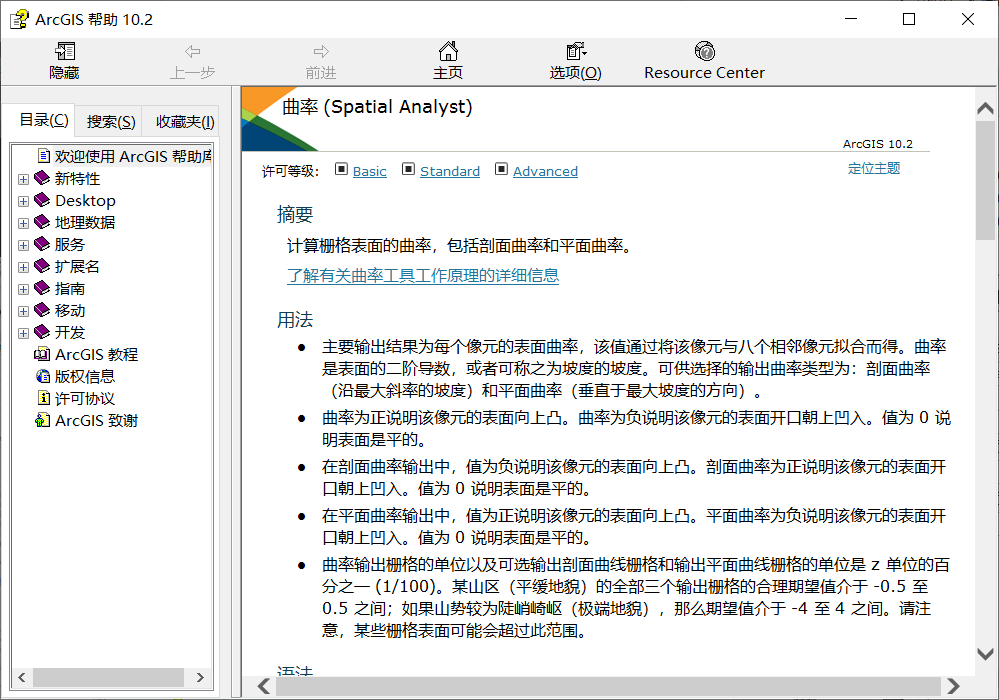 ArcGIS 帮助 10.2
隐藏
上一步
前进
主页
选项(O)
Resource Center
目录(C)
搜索(S)
收藏夹(I)
欢迎使用 ArcGIS 帮助库
新特性
Desktop
地理数据
服务
扩展名
指南
移动
开发
ArcGIS 教程
版权信息
许可协议
ArcGIS 致谢
曲率 (Spatial Analyst)
ArcGIS 10.2
许可等级: Basic Standard Advanced
定位主题
摘要
计算栅格表面的曲率，包括剖面曲率和平面曲率。
了解有关曲率工具工作原理的详细信息
用法
• 主要输出结果为每个像元的表面曲率，该值通过将该像元与八个相邻像元拟合而得。曲率
是表面的二阶导数，或者可称之为坡度的坡度。可供选择的输出曲率类型为：剖面曲率
（沿最大斜率的坡度）和平面曲率（垂直于最大坡度的方向）。
• 曲率为正说明该像元的表面向上凸。曲率为负说明该像元的表面开口朝上凹入。值为 0 说
明表面是平的。
• 在剖面曲率输出中，值为负说明该像元的表面向上凸。剖面曲率为正说明该像元的表面开
口朝上凹入。值为 0 说明表面是平的。
• 在平面曲率输出中，值为正说明该像元的表面向上凸。平面曲率为负说明该像元的表面开
口朝上凹入。值为 0 说明表面是平的。
• 曲率输出栅格的单位以及可选输出剖面曲线栅格和输出平面曲线栅格的单位是 z 单位的百
分之一 (1/100)。某山区（平缓地貌）的全部三个输出栅格的合理期望值介于 -0.5 至
0.5 之间；如果山势较为陡峭崎岖（极端地貌），那么期望值介于 -4 至 4 之间。请注
意，某些栅格表面可能会超过此范围。
语法